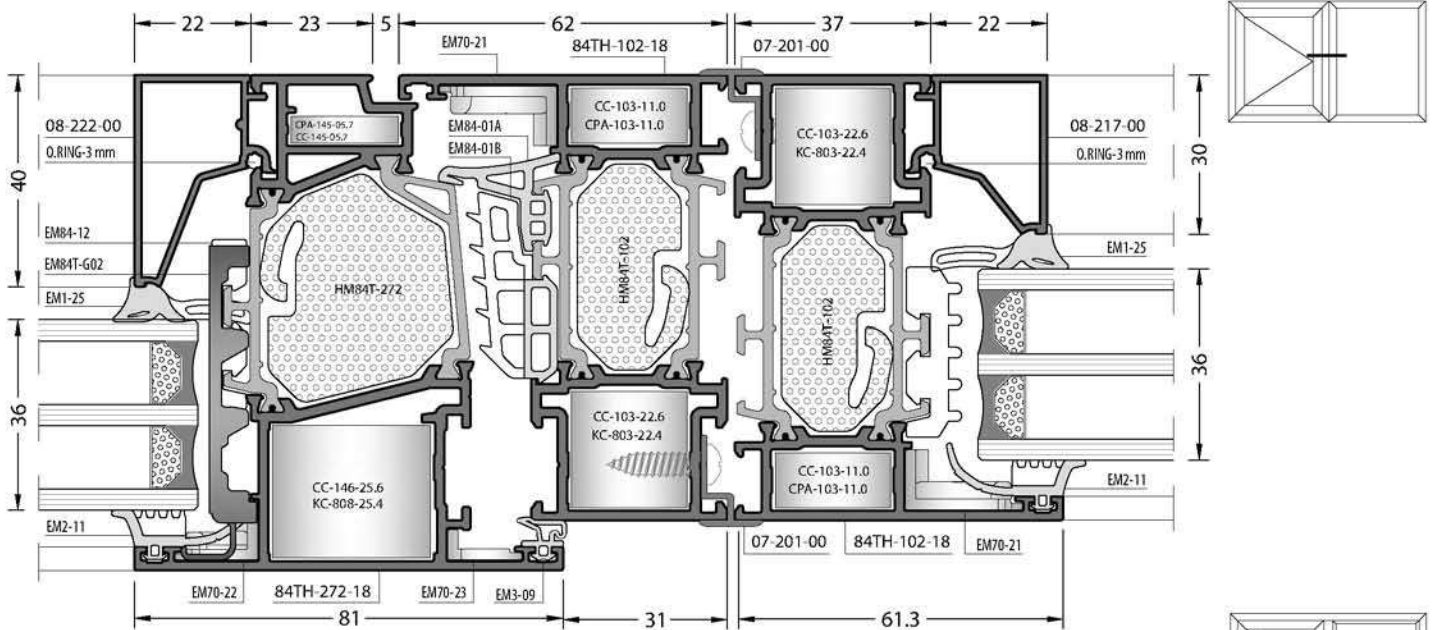 22
23
5
62
37
22
EM70-21
84TH-102-18
07-201-00
08-222-00
O.RING-3 mm
40
EM84-12
EM84T-G02
EM1-25
36
EM2-11
CPA-145-05.7
CC-145-05.7
EM84-01A
EM84-01B
CC-103-11.0
CPA-103-11.0
CC-103-22.6
KC-803-22.4
08-217-00
O.RING-3 mm
30
EM1-25
36
EM2-11
HM84T-272
HM84T-102
HM84T-102
CC-146-25.6
KC-808-25.4
CC-103-22.6
KC-803-22.4
CC-103-11.0
CPA-103-11.0
EM70-22
84TH-272-18
EM70-23
EM3-09
07-201-00
84TH-102-18
EM70-21
81
31
61.3